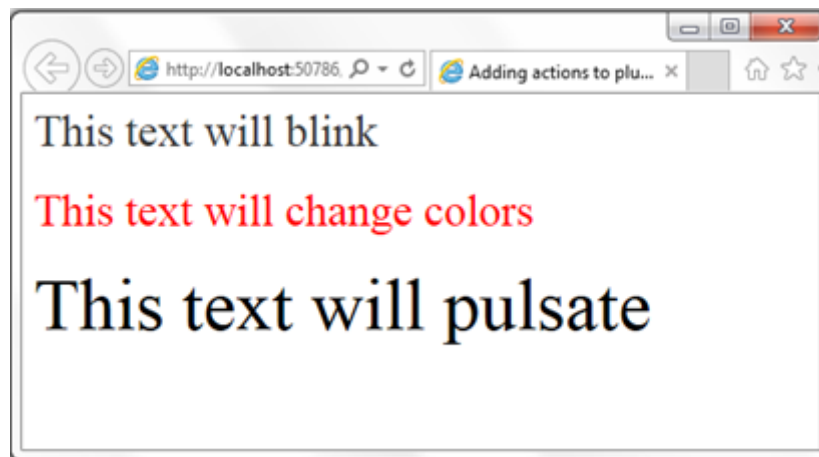 http://localhost:50786, Adding actions to plu...
This text will blink
This text will change colors
This text will pulsate